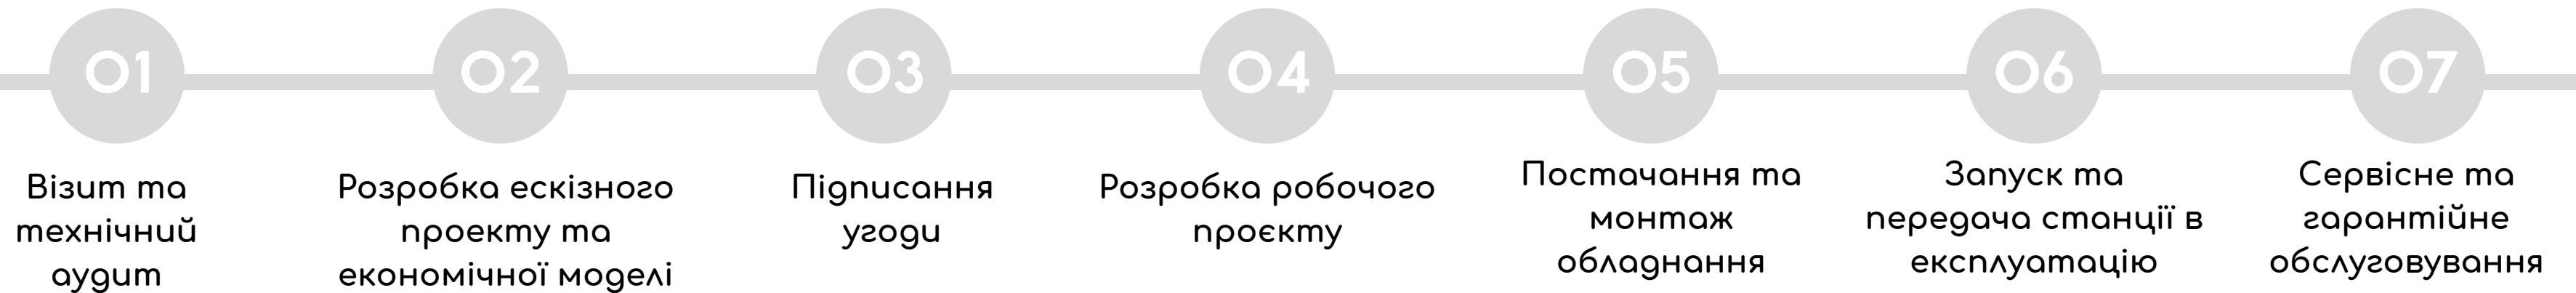 01
Візит та
технічний
аудит
02
Розробка ескізного
проекту та
економічної моделі
03
Підписання
угоди
04
Розробка робочого
проєкту
05
Постачання та
монтаж
обладнання
06
Запуск та
передача станції в
експлуатацію
07
Сервісне та
гарантійне
обслуговування